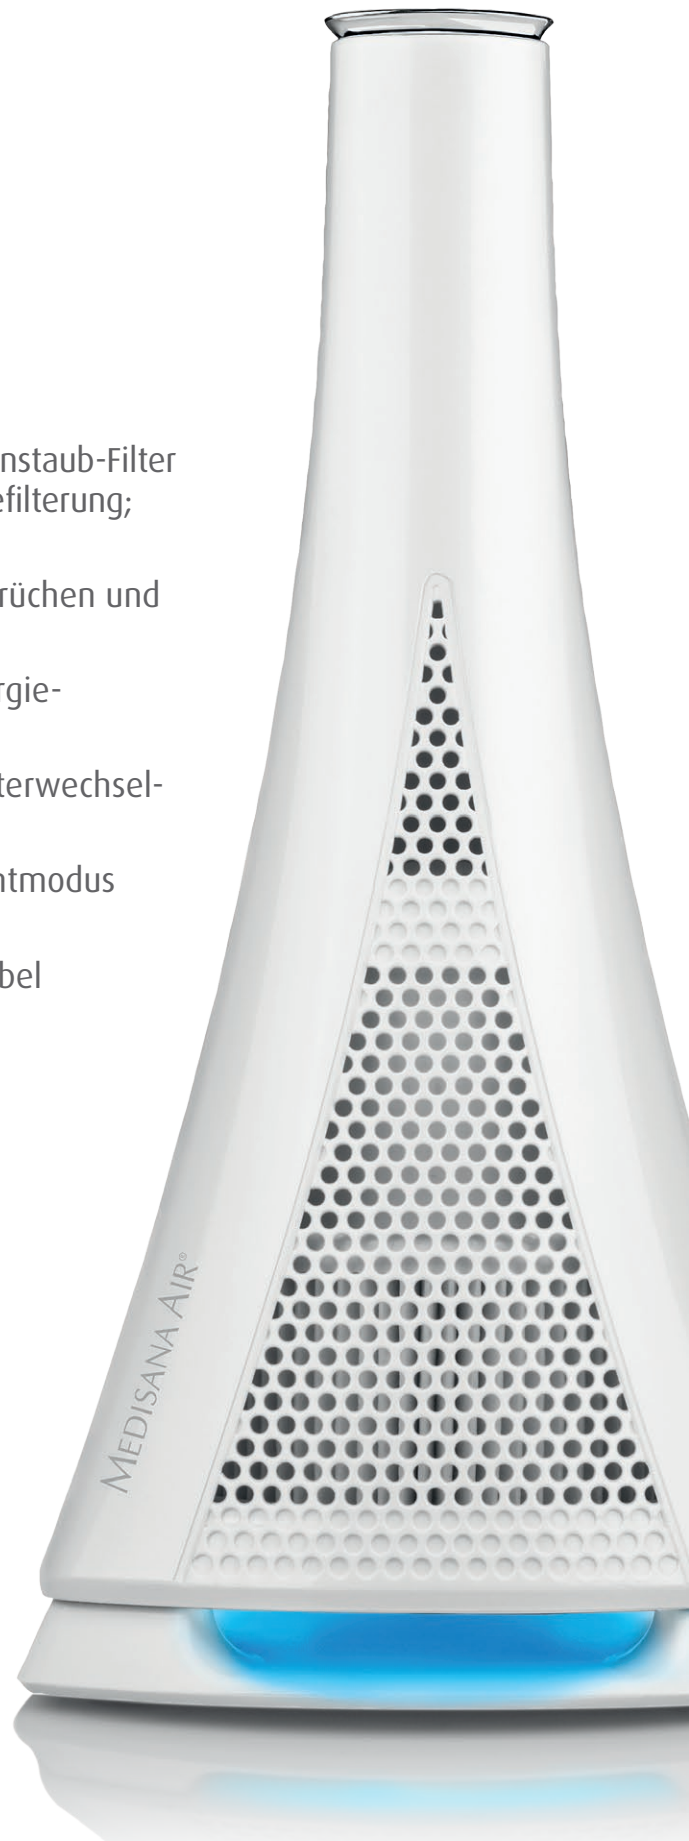 nstaub-Filter
efilterung;
rüchen und
rgie-
terwechsel-
htmodus
bel
MEDISANA AIR®